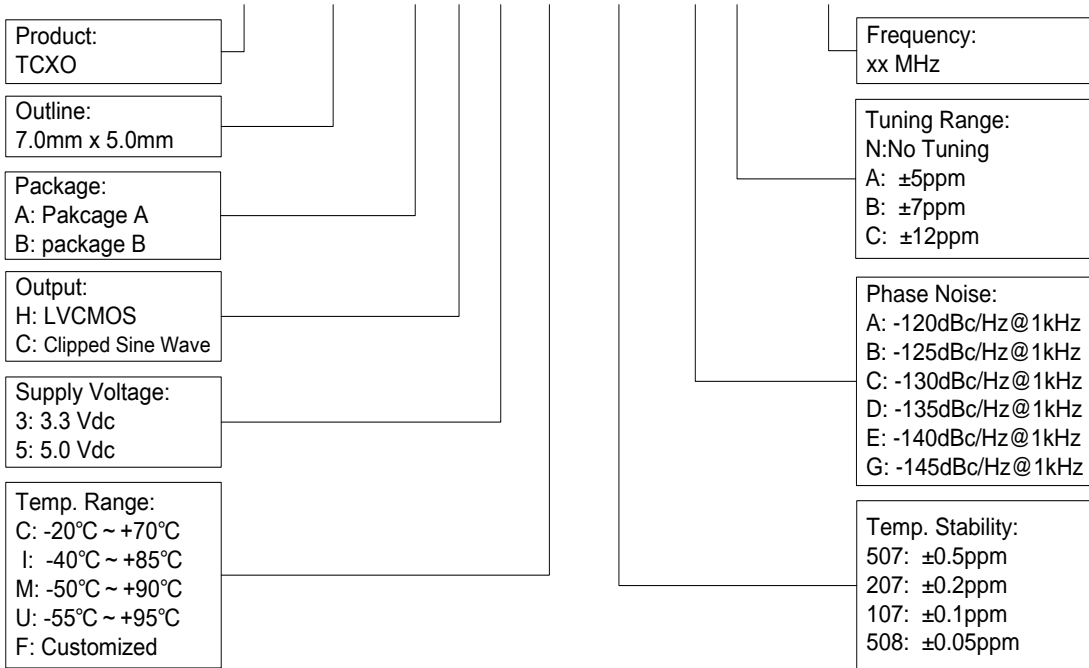 Product:
TCXO
Outline:
7.0mm x 5.0mm
Package:
A: Pakcage A
B: package B
Output:
H: LVCMOS
C: Clipped Sine Wave
Supply Voltage:
3: 3.3 Vdc
5: 5.0 Vdc
Temp. Range:
C: -20℃ ~ +70℃
I: -40℃ ~ +85℃
M: -50℃ ~ +90℃
U: -55℃ ~ +95℃
F: Customized
Frequency:
xx MHz
Tuning Range:
N:No Tuning
A: ±5ppm
B: ±7ppm
C: ±12ppm
Phase Noise:
A: -120dBc/Hz@1kHz
B: -125dBc/Hz@1kHz
C: -130dBc/Hz@1kHz
D: -135dBc/Hz@1kHz
E: -140dBc/Hz@1kHz
G: -145dBc/Hz@1kHz
Temp. Stability:
507: ±0.5ppm
207: ±0.2ppm
107: ±0.1ppm
508: ±0.05ppm